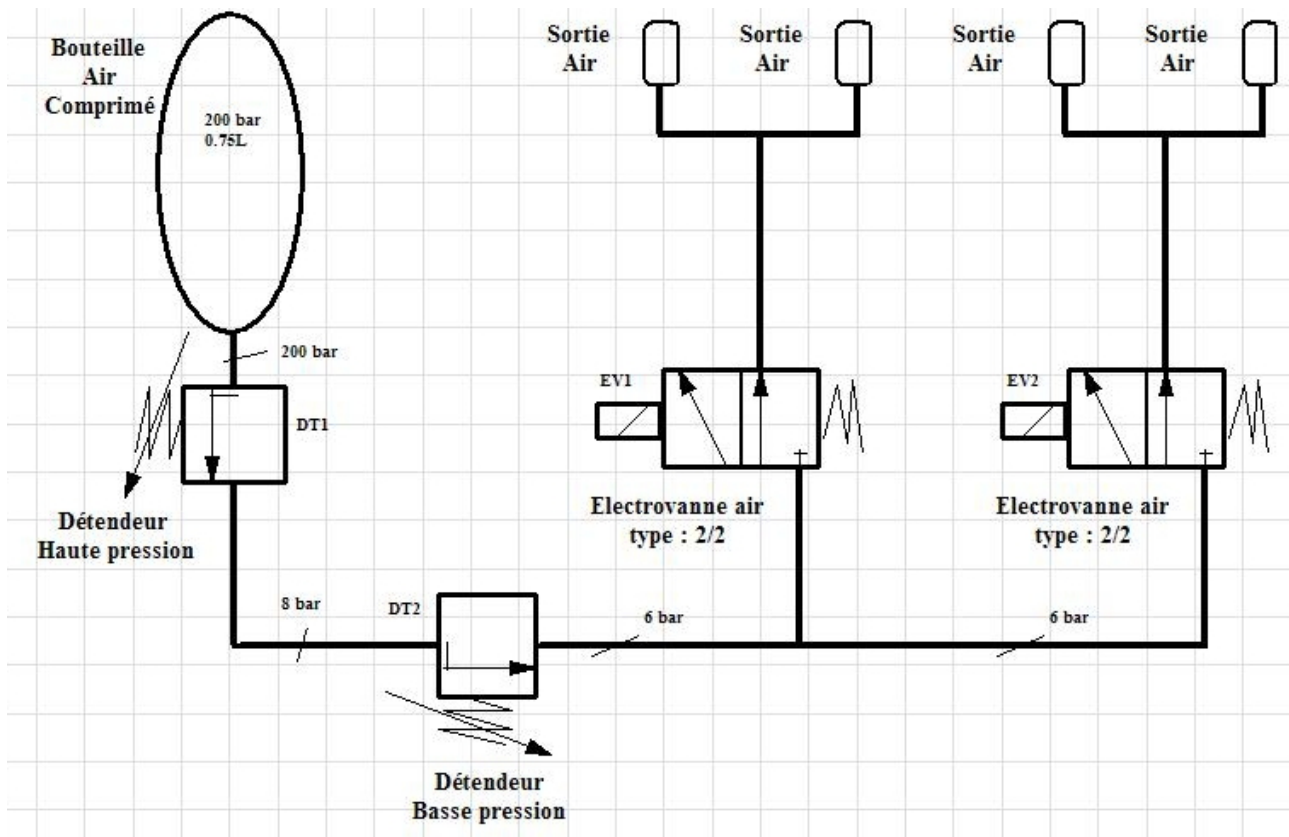 Bouteille
Air
Comprimé
200 bar
0.75L
Sortie
Air
Sortie
Air
Sortie
Air
Sortie
Air
200 bar
DT1
EV1
EV2
Détendeur
Haute pression
Electrovanne air
type : 2/2
Electrovanne air
type : 2/2
8 bar
DT2
6 bar
6 bar
Détendeur
Basse pression